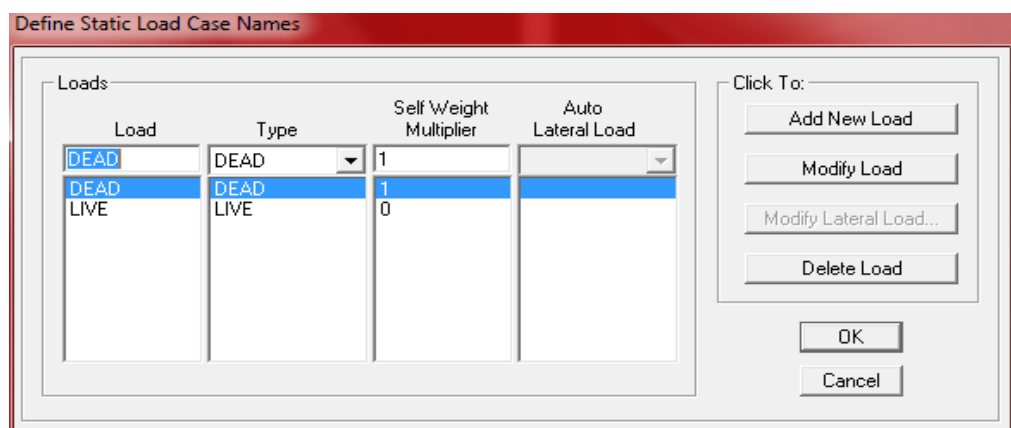 Define Static Load Case Names
Loads
Load Type Self Weight Multiplier Auto Lateral Load
DEAD DEAD 1
DEAD DEAD 1
LIVE LIVE 0
Click To:
Add New Load
Modify Load
Modify Lateral Load...
Delete Load
OK
Cancel